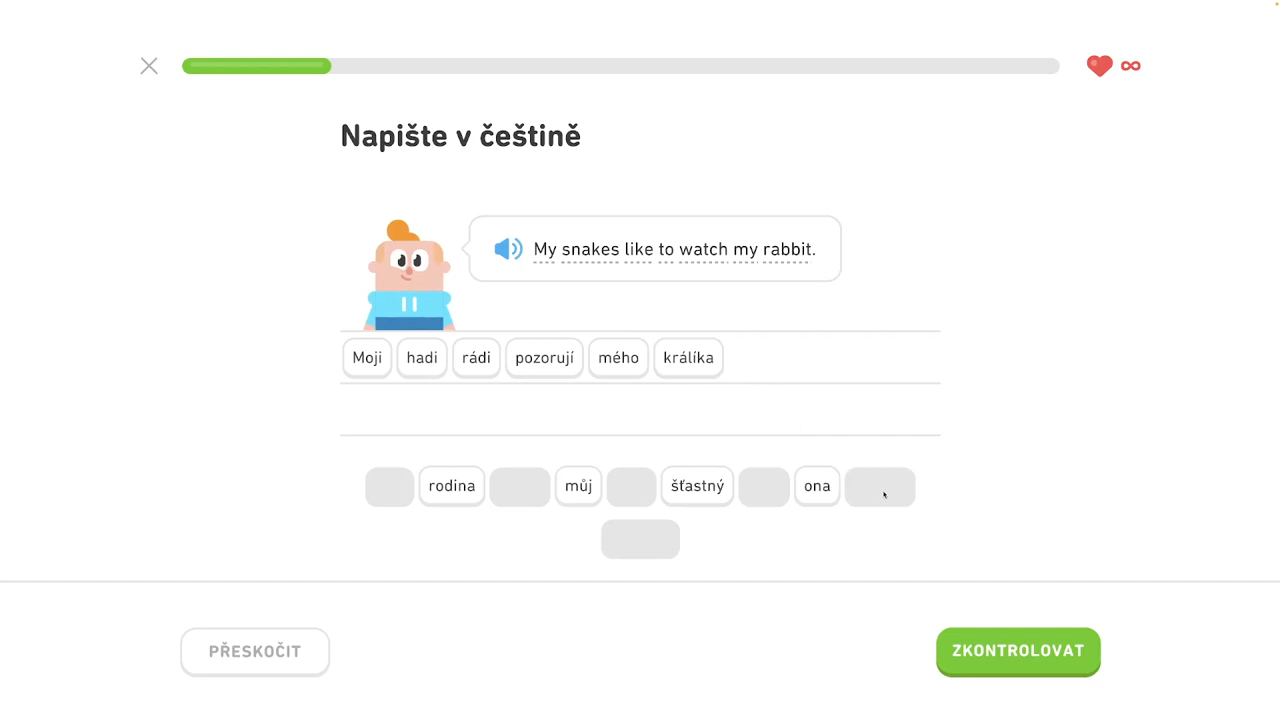 Napište v češtině
My snakes like to watch my rabbit.
Moji hadi rádi pozorují mého králíka
rodina můj šťastný ona
PŘESKOČIT
ZKONTROLOVAT